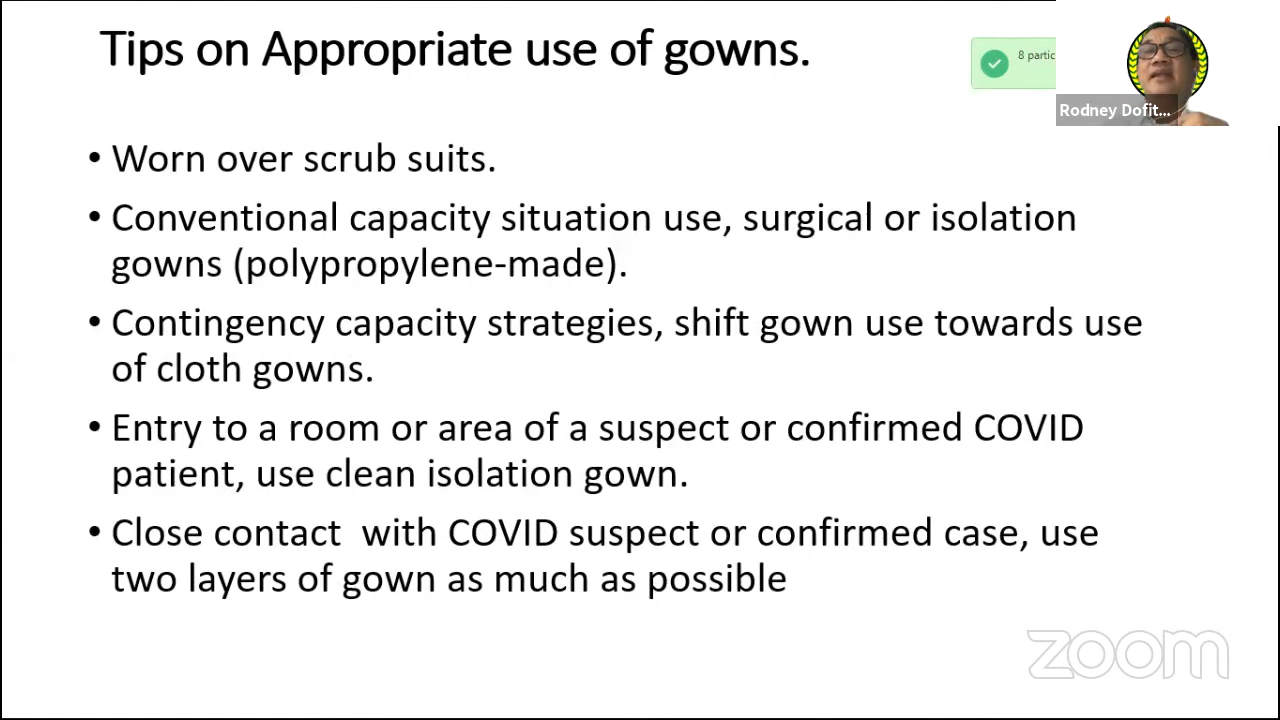 Tips on Appropriate use of gowns.
8 partic
Rodney Dofit...
• Worn over scrub suits.
• Conventional capacity situation use, surgical or isolation
gowns (polypropylene-made).
• Contingency capacity strategies, shift gown use towards use
of cloth gowns.
• Entry to a room or area of a suspect or confirmed COVID
patient, use clean isolation gown.
• Close contact  with COVID suspect or confirmed case, use
two layers of gown as much as possible
zoom